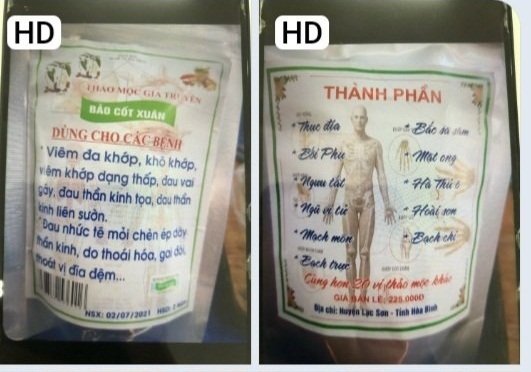 HD
THẢO MỘC GIA TRUYỀN
BẢO CỐT XUÂN
DÙNG CHO CÁC BỆNH
* Viêm đa khớp, khô khớp,
viêm khớp dạng thấp, đau vai
gáy, đau thần kinh tọa, đau thần
kinh liên sườn.
* Đau nhức tê mỏi chèn ép dây
thần kinh, do thoái hóa, gai đôi,
thoát vị đĩa đệm...
NSX: 02/07/2021 HSD: 2
HD
THÀNH PHẦN
* Thục địa
* Bối Phụ
* Ngưu tất
* Ngũ vị tử
* Mạch môn
* Bạch trục
* Bắc sa sâm
* Mật ong
* Hà Thủ ô
* Hoài sơn
* Bạch chỉ
Cùng hơn 20 vị thảo mộc khác
GIÁ BÁN LẺ: 225.000Đ
Địa chỉ: Huyện Lạc Sơn - Tỉnh Hòa Bình